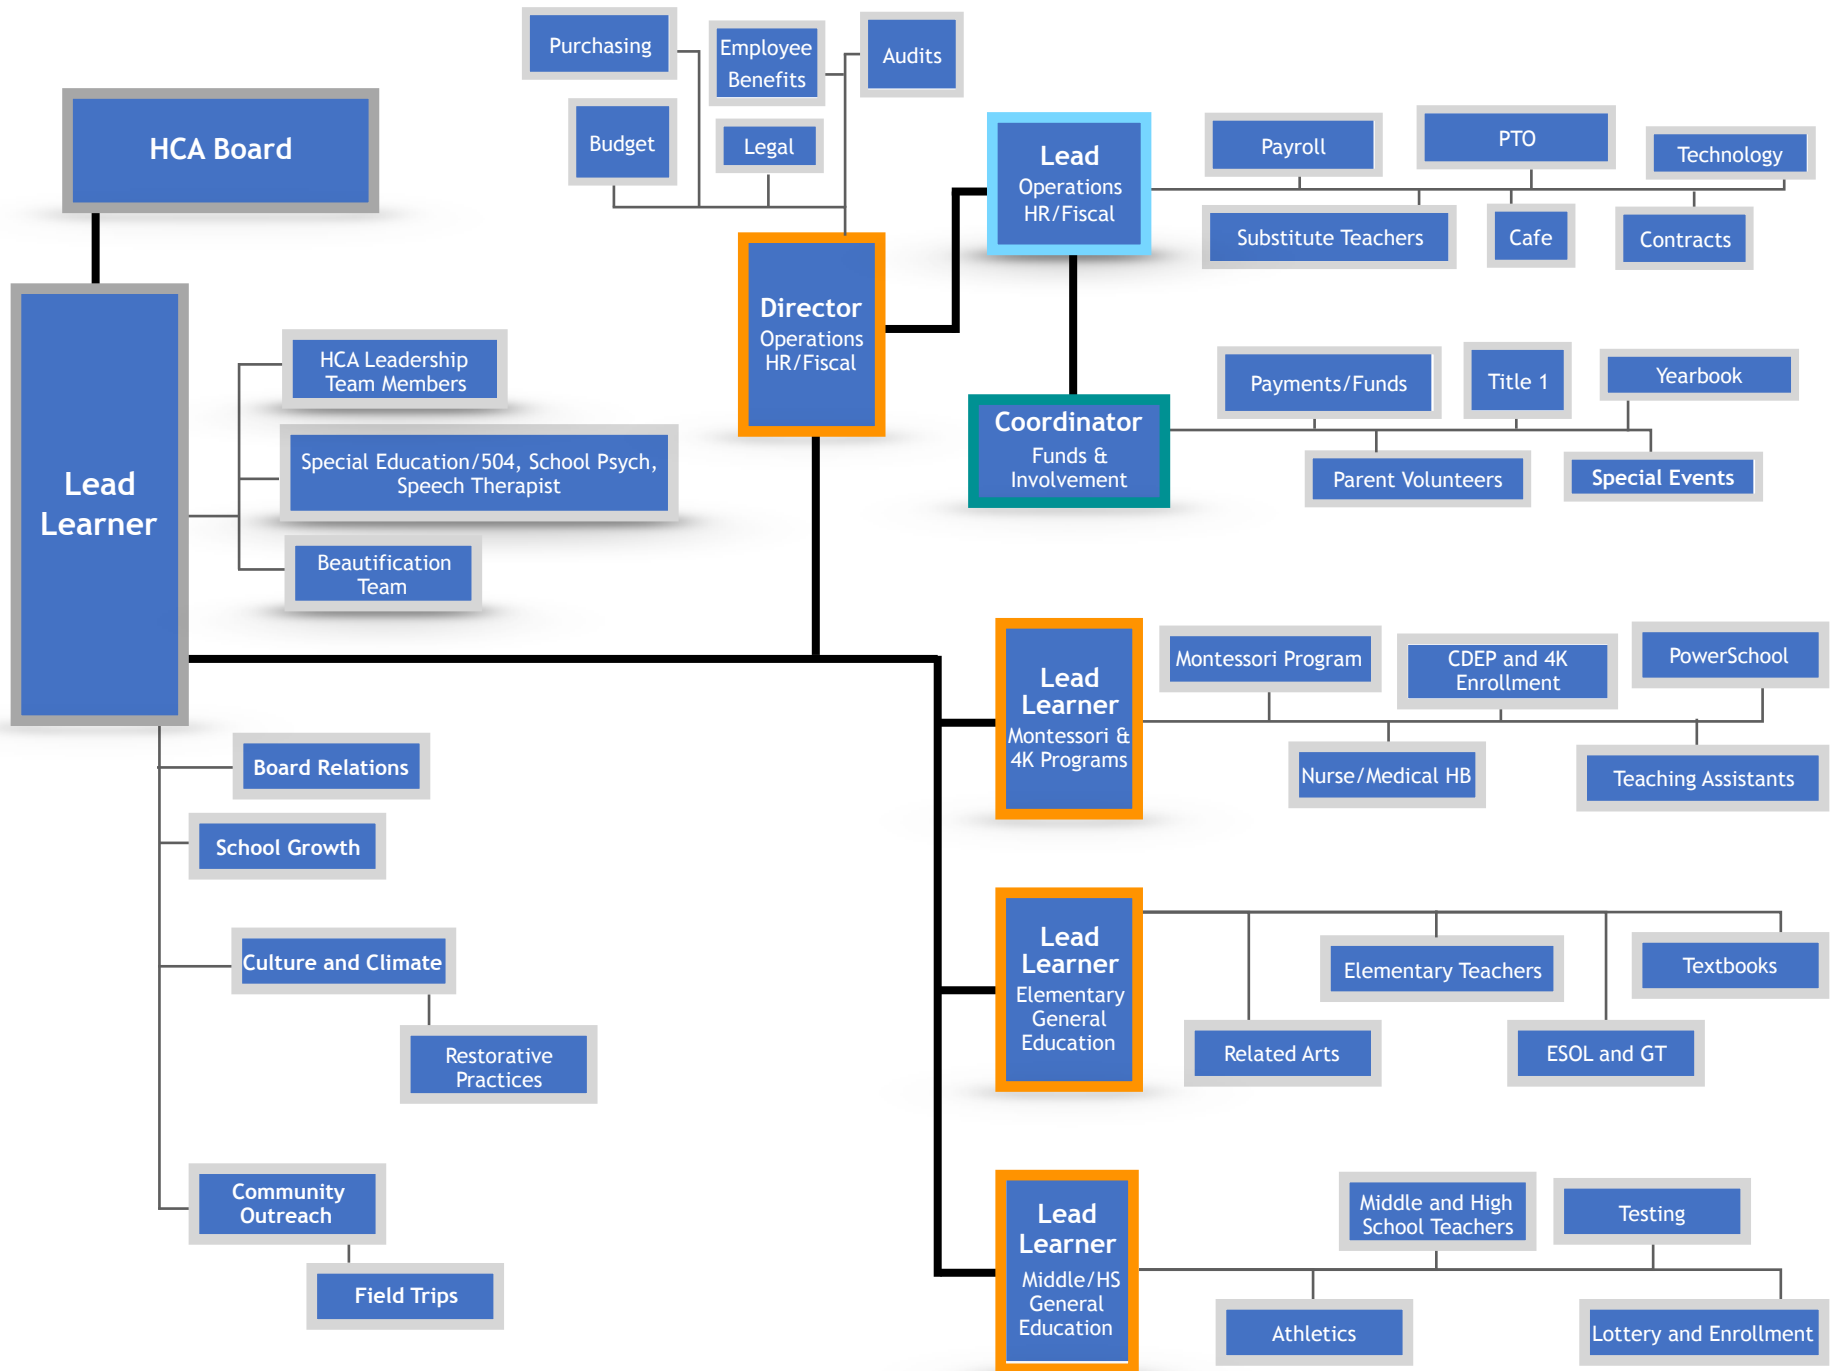 Purchasing
Employee
Benefits
Audits
Budget
Legal
HCA Board
Lead
Operations
HR/Fiscal
Payroll
PTO
Technology
Substitute Teachers
Cafe
Contracts
Director
Operations
HR/Fiscal
HCA Leadership
Team Members
Special Education/504, School Psych,
Speech Therapist
Beautification
Team
Lead
Learner
Coordinator
Funds &
Involvement
Payments/Funds
Title 1
Yearbook
Parent Volunteers
Special Events
Lead
Learner
Montessori &
4K Programs
Montessori Program
CDEP and 4K
Enrollment
PowerSchool
Nurse/Medical HB
Teaching Assistants
Board Relations
School Growth
Culture and Climate
Restorative
Practices
Community
Outreach
Field Trips
Lead
Learner
Elementary
General
Education
Elementary Teachers
Textbooks
Related Arts
ESOL and GT
Lead
Learner
Middle/HS
General
Education
Middle and High
School Teachers
Testing
Athletics
Lottery and Enrollment